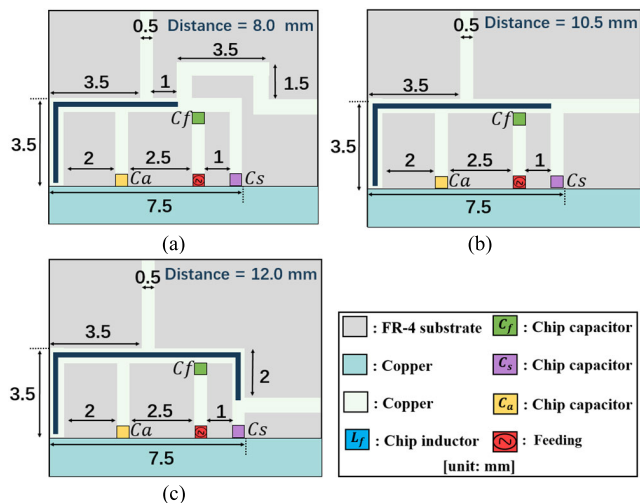 Distance = 8.0 mm
0.5
3.5
3.5
1
1.5
Cf
3.5
2
2.5
1
Ca
Cs
7.5
(a)
Distance = 10.5 mm
0.5
3.5
Cf
3.5
2
2.5
1
Ca
Cs
7.5
(b)
Distance = 12.0 mm
0.5
3.5
Cf
2
3.5
2
2.5
1
Ca
Cs
7.5
(c)
: FR-4 substrate
C_f : Chip capacitor
: Copper
C_s : Chip capacitor
: Copper
C_a : Chip capacitor
L_f : Chip inductor
: Feeding
[unit: mm]